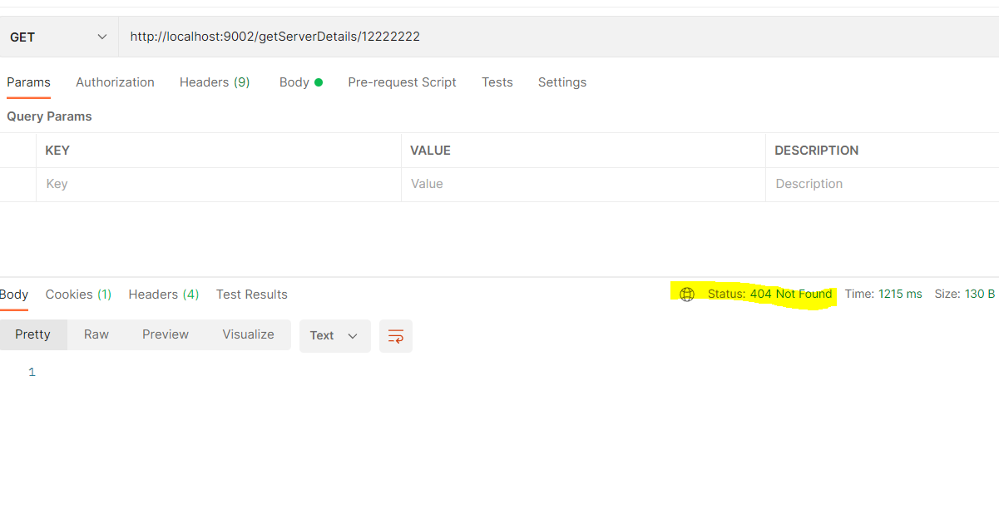 GET http://localhost:9002/getServerDetails/12222222
Params Authorization Headers (9) Body Pre-request Script Tests Settings
Query Params
KEY VALUE DESCRIPTION
Key Value Description
Body Cookies (1) Headers (4) Test Results Status: 404 Not Found Time: 1215 ms Size: 130 B
Pretty Raw Preview Visualize Text
1